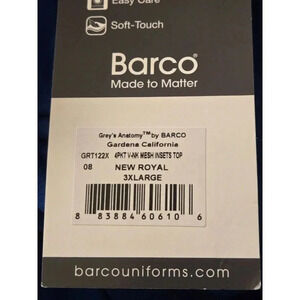 Easy Care
Soft-Touch
Barco®
Made to Matter
Grey's Anatomy™ by BARCO
Gardena California
GRT122X 4PKT V-NK MESH INSETS TOP
08 NEW ROYAL
3XLARGE
8 83884 60610 6
barcouniforms.com